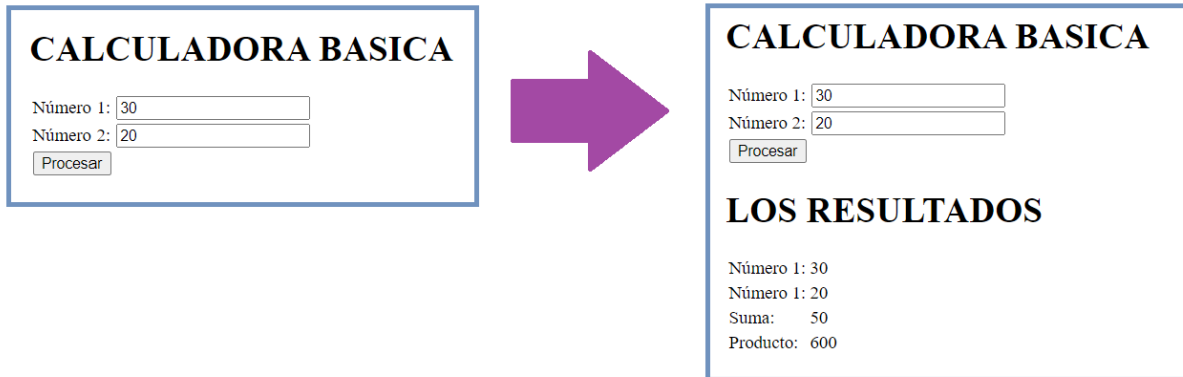 CALCULADORA BASICA
Número 1: 30
Número 2: 20
Procesar
CALCULADORA BASICA
Número 1: 30
Número 2: 20
Procesar
LOS RESULTADOS
Número 1: 30
Número 1: 20
Suma: 50
Producto: 600